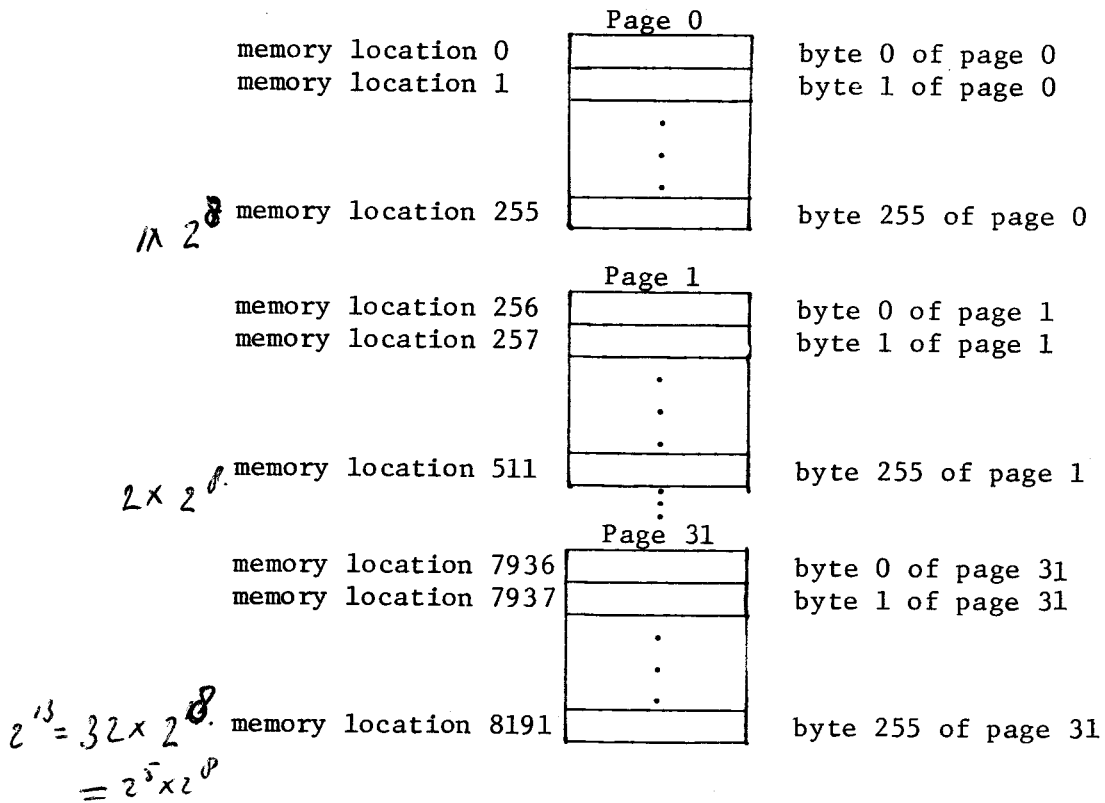 Page 0
memory location 0 byte 0 of page 0
memory location 1 byte 1 of page 0
memory location 255 byte 255 of page 0
1 x 2^8
Page 1
memory location 256 byte 0 of page 1
memory location 257 byte 1 of page 1
memory location 511 byte 255 of page 1
2 x 2^8.
Page 31
memory location 7936 byte 0 of page 31
memory location 7937 byte 1 of page 31
2^13 = 32 x 2^8. memory location 8191 byte 255 of page 31
= 2^5 x 2^8